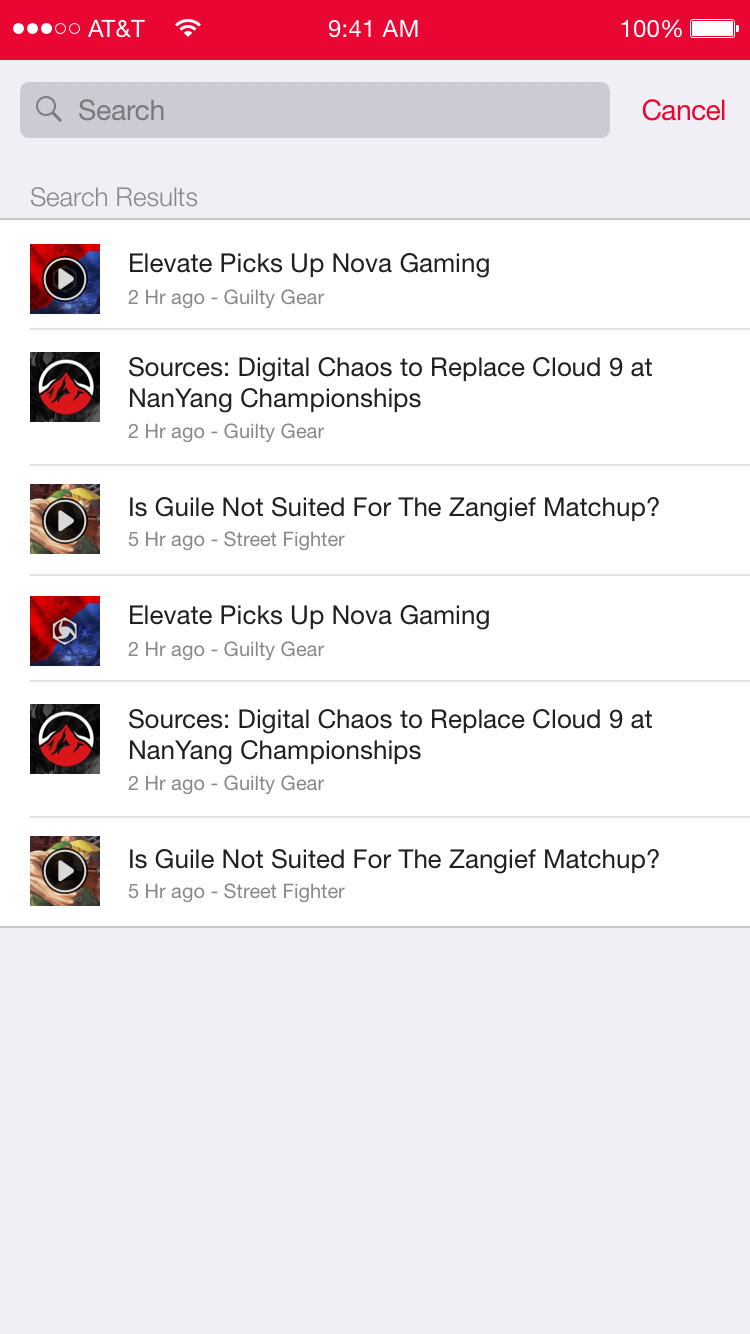 AT&T 9:41 AM 100%
Search Cancel
Search Results
Elevate Picks Up Nova Gaming
2 Hr ago - Guilty Gear
Sources: Digital Chaos to Replace Cloud 9 at
NanYang Championships
2 Hr ago - Guilty Gear
Is Guile Not Suited For The Zangief Matchup?
5 Hr ago - Street Fighter
Elevate Picks Up Nova Gaming
2 Hr ago - Guilty Gear
Sources: Digital Chaos to Replace Cloud 9 at
NanYang Championships
2 Hr ago - Guilty Gear
Is Guile Not Suited For The Zangief Matchup?
5 Hr ago - Street Fighter